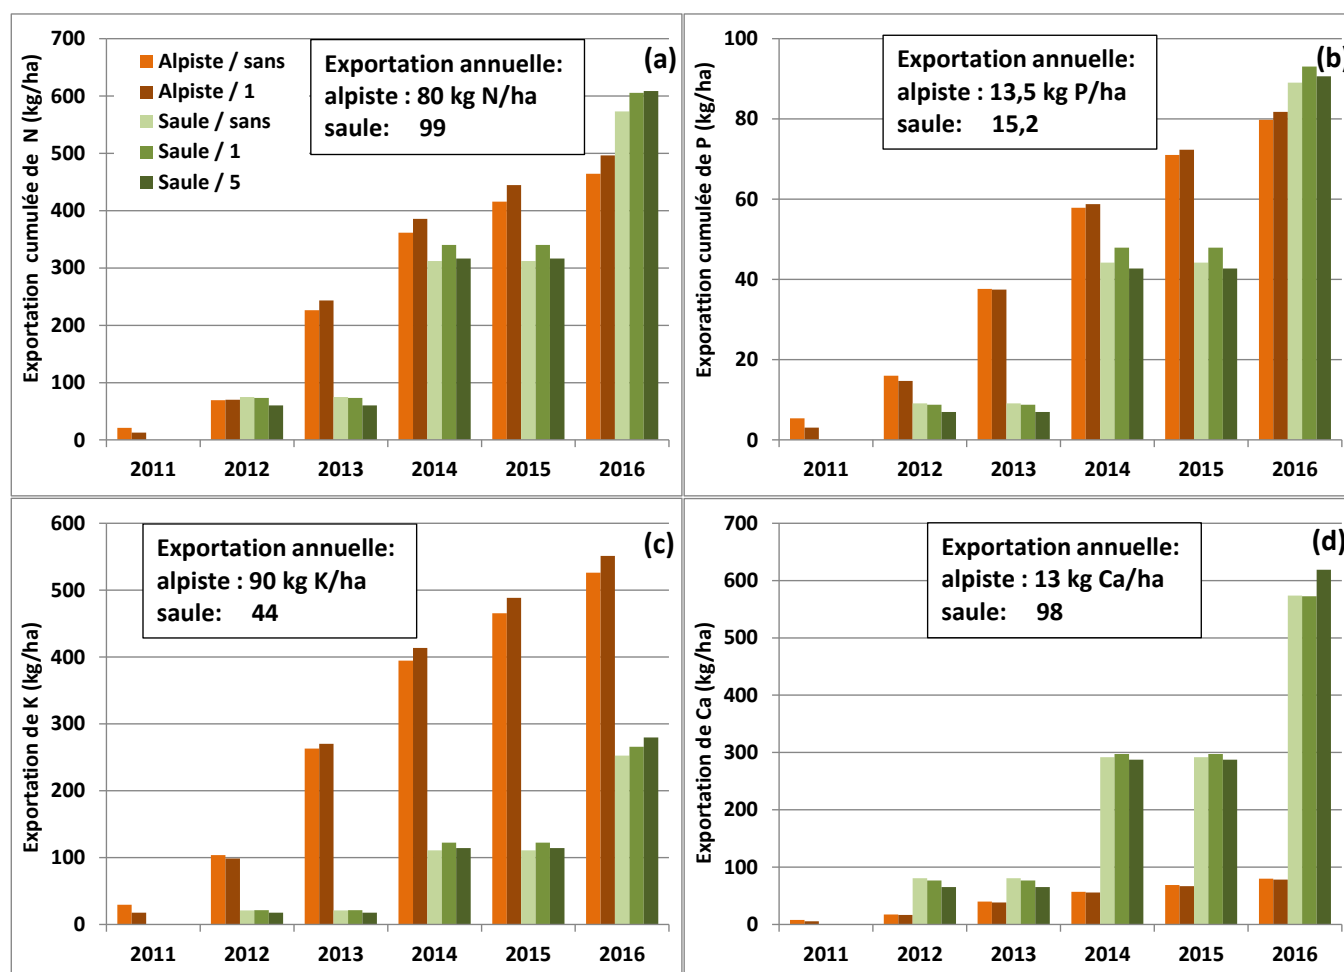 Exportation cumulée de N (kg/ha)
700
600
500
400
300
200
100
0
Alpiste / sans
Alpiste / 1
Saule / sans
Saule / 1
Saule / 5
Exportation annuelle:
alpiste : 80 kg N/ha
saule: 99
(a)
2011 2012 2013 2014 2015 2016
Exporattion cumulée de P (kg/ha)
100
80
60
40
20
0
Exportation annuelle:
alpiste : 13,5 kg P/ha
saule: 15,2
(b)
2011 2012 2013 2014 2015 2016
Exportation de K (kg/ha)
600
500
400
300
200
100
0
Exportation annuelle:
alpiste : 90 kg K/ha
saule: 44
(c)
2011 2012 2013 2014 2015 2016
Exportation de Ca (kg/ha)
700
600
500
400
300
200
100
0
Exportation annuelle:
alpiste : 13 kg Ca/ha
saule: 98
(d)
2011 2012 2013 2014 2015 2016